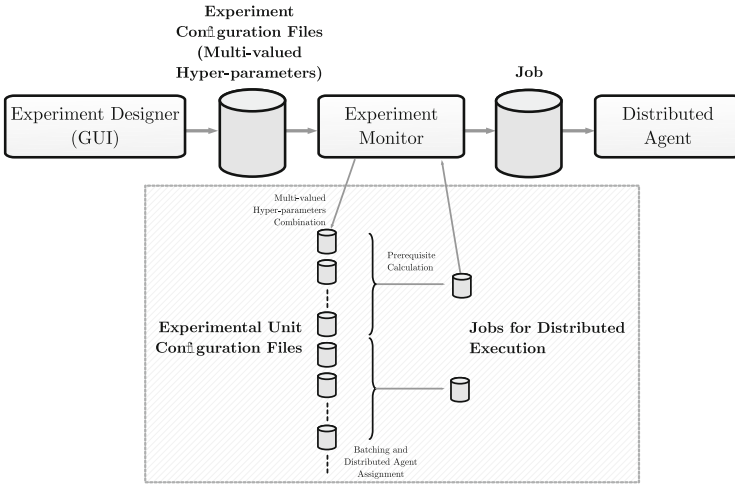 Experiment
Configuration Files
(Multi-valued
Hyper-parameters)
Job
Experiment Designer
(GUI)
Experiment
Monitor
Distributed
Agent
Multi-valued
Hyper-parameters
Combination
Prerequisite
Calculation
Experimental Unit
Configuration Files
Jobs for Distributed
Execution
Batching and
Distributed Agent
Assignment